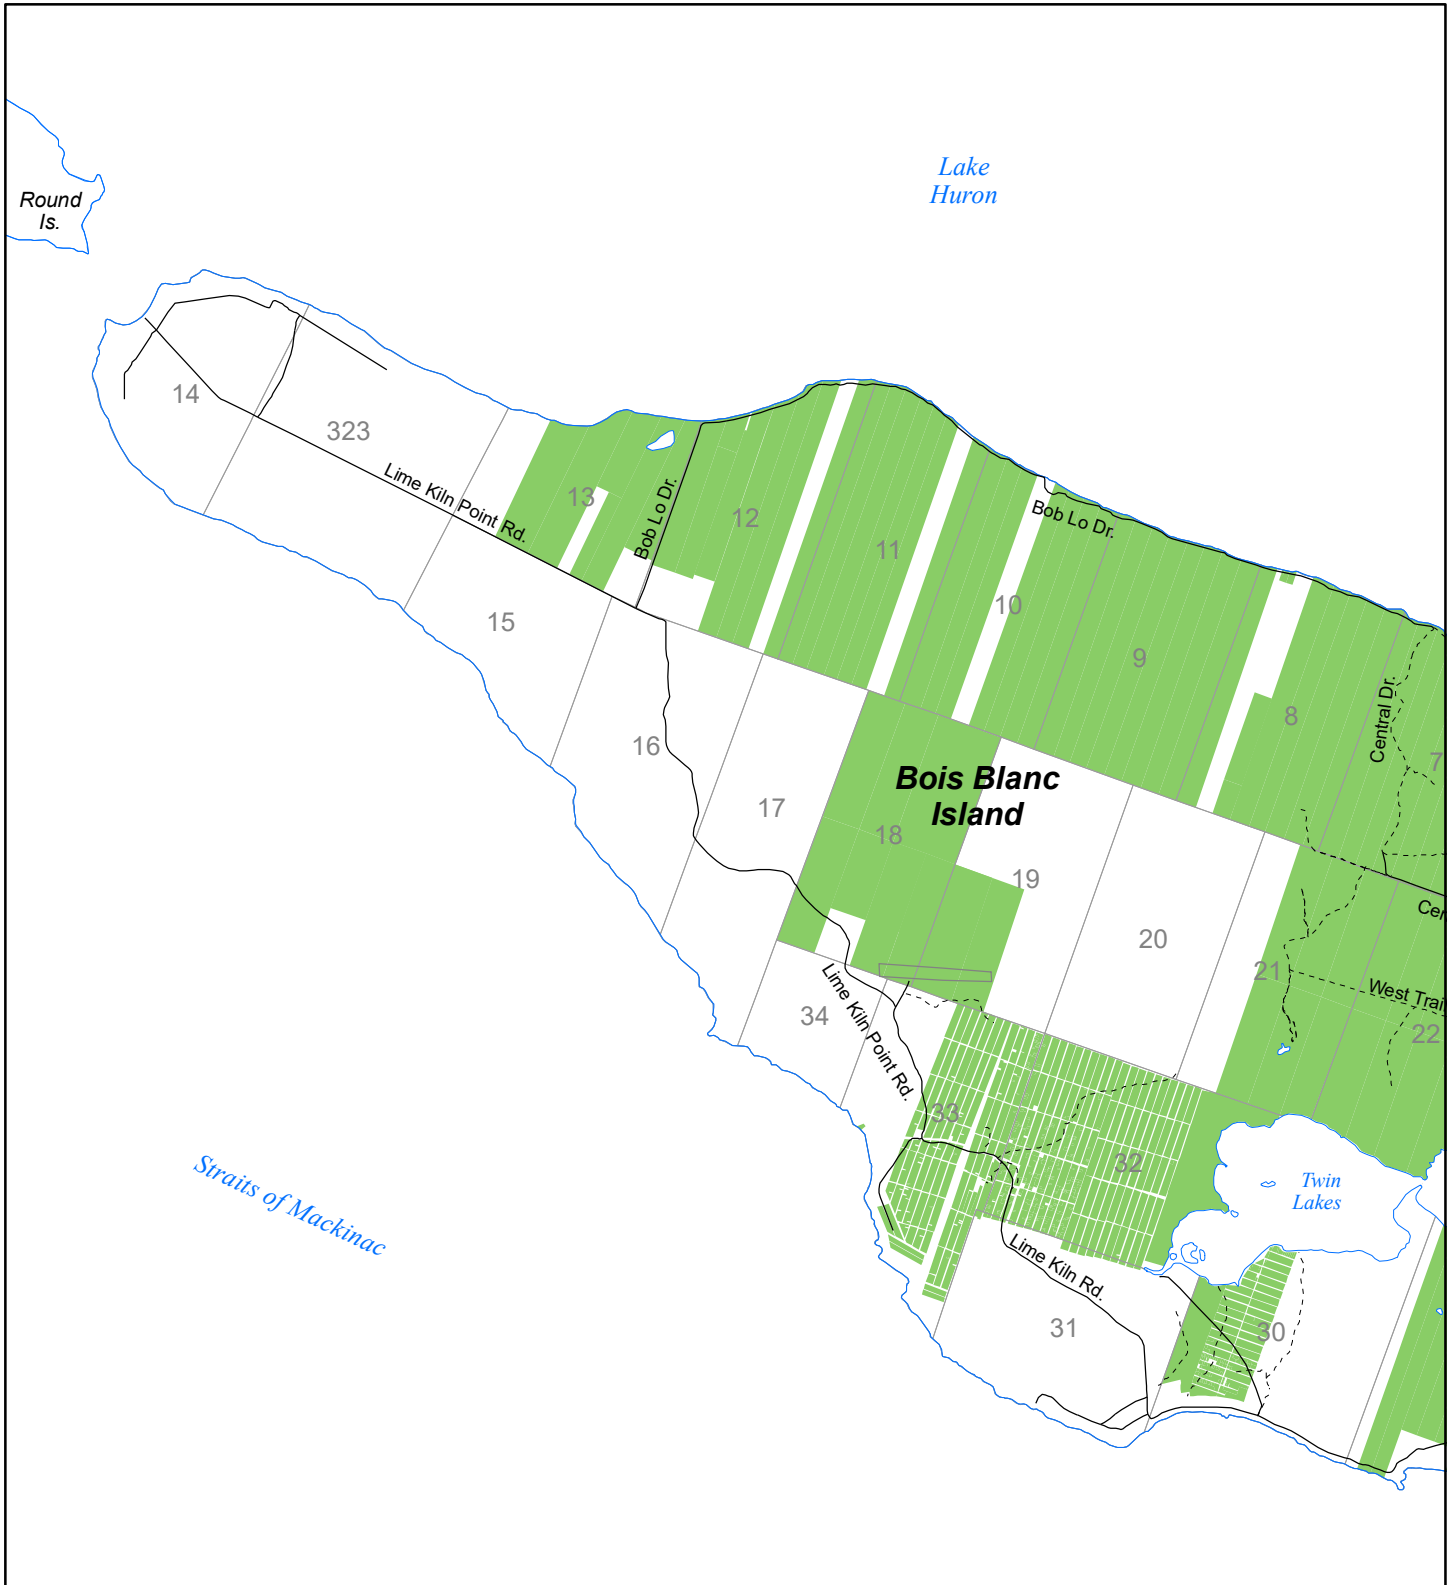 Lake
Huron
Round
Is.
14
323
Lime Kiln Point Rd.
13
Bob Lo Dr.
12
11
Bob Lo Dr.
10
15
9
Central Dr.
8
7
16
Bois Blanc
Island
17
18
19
20
Cen
21
West Trai
22
34
Lime Kiln Point Rd.
33
32
Straits of Mackinac
Twin
Lakes
Lime Kiln Rd.
31
30